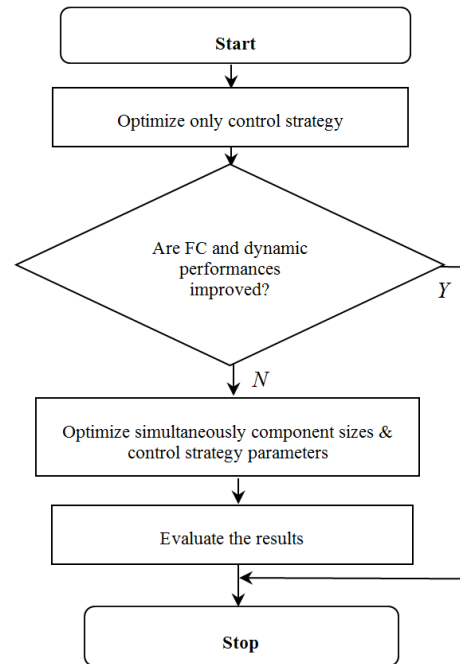 Start
Optimize only control strategy
Are FC and dynamic
performances
improved?
Y
N
Optimize simultaneously component sizes &
control strategy parameters
Evaluate the results
Stop